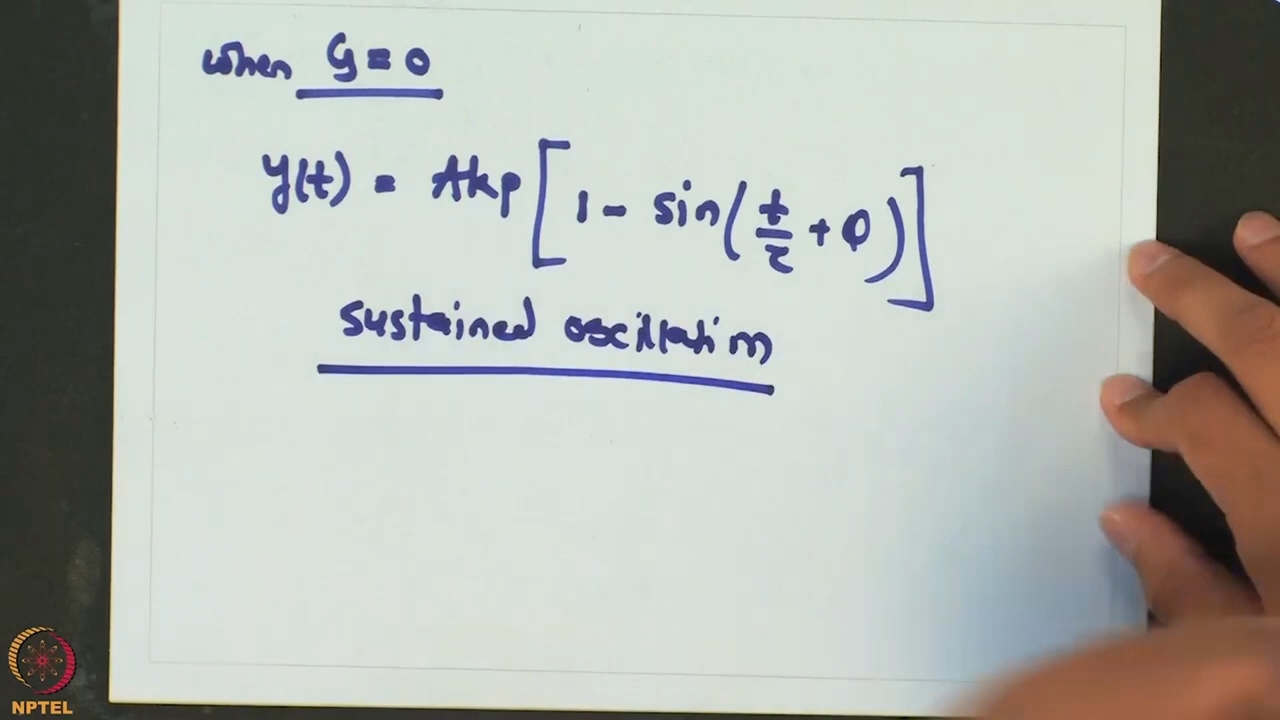 when ζ = 0
y(t) = Akp [ 1 - sin( t/τ + φ ) ]
sustained oscillation
NPTEL